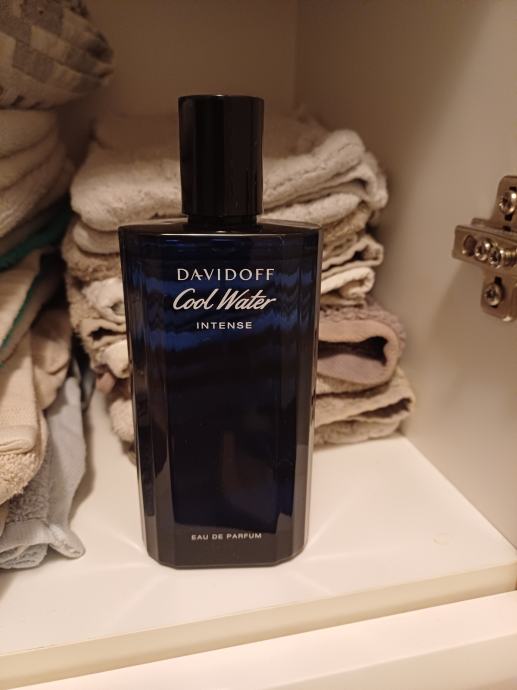 DAVIDOFF
Cool Water
INTENSE
EAU DE PARFUM